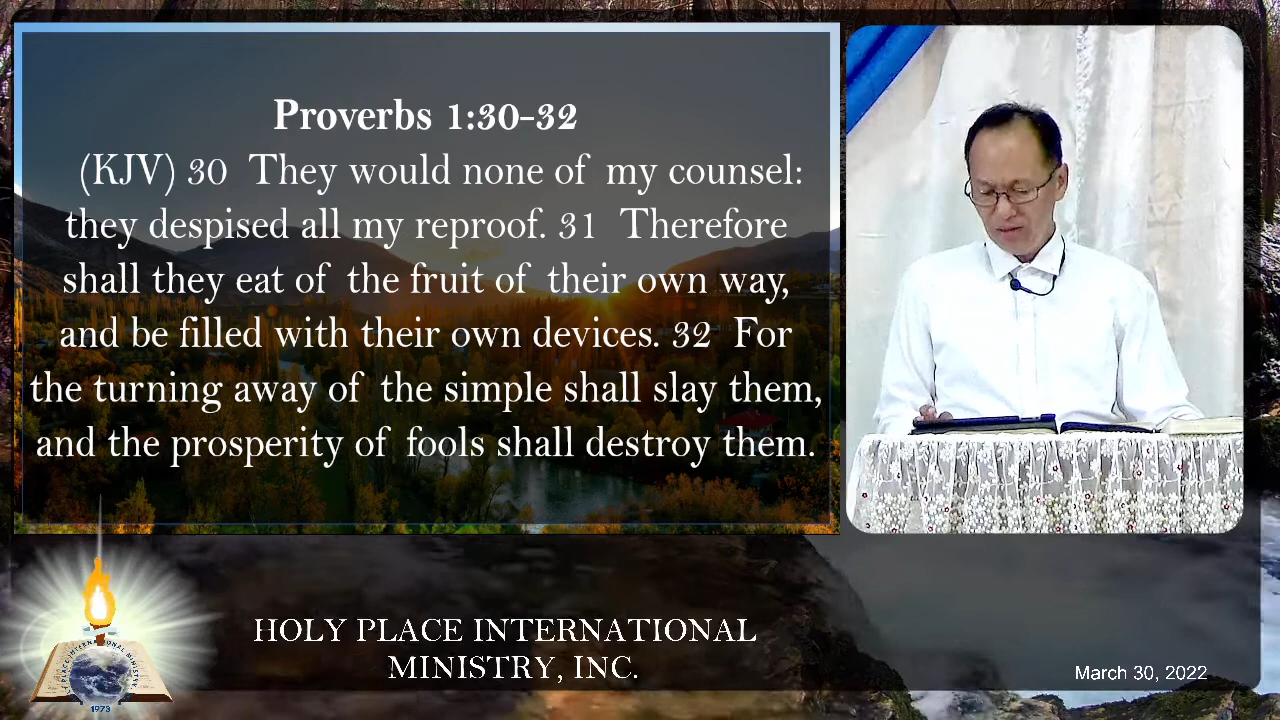 Proverbs 1:30-32
(KJV) 30 They would none of my counsel:
they despised all my reproof. 31 Therefore
shall they eat of the fruit of their own way,
and be filled with their own devices. 32 For
the turning away of the simple shall slay them,
and the prosperity of fools shall destroy them.
HOLY PLACE INTERNATIONAL
MINISTRY, INC.
March 30, 2022
1973